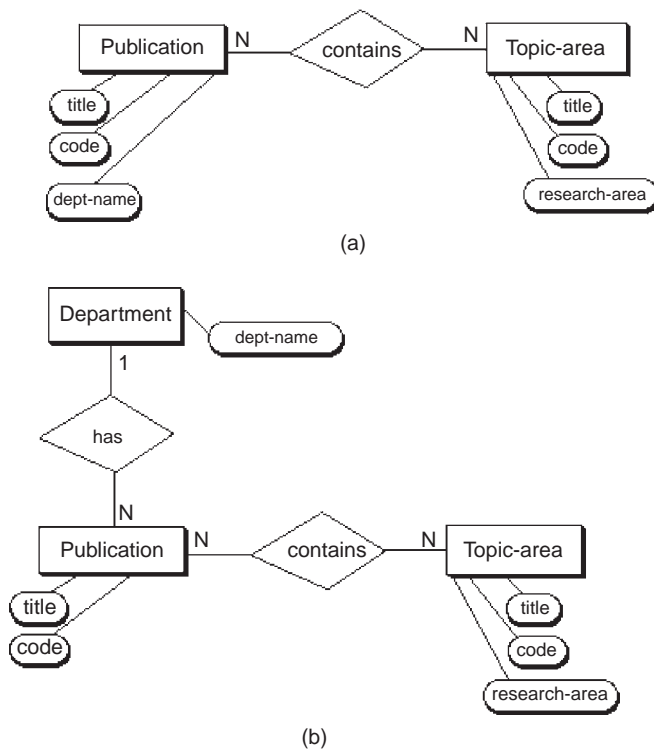 Publication N contains N Topic-area
title title
code code
dept-name research-area
(a)
Department
dept-name
1
has
N
Publication N contains N Topic-area
title title
code code
research-area
(b)